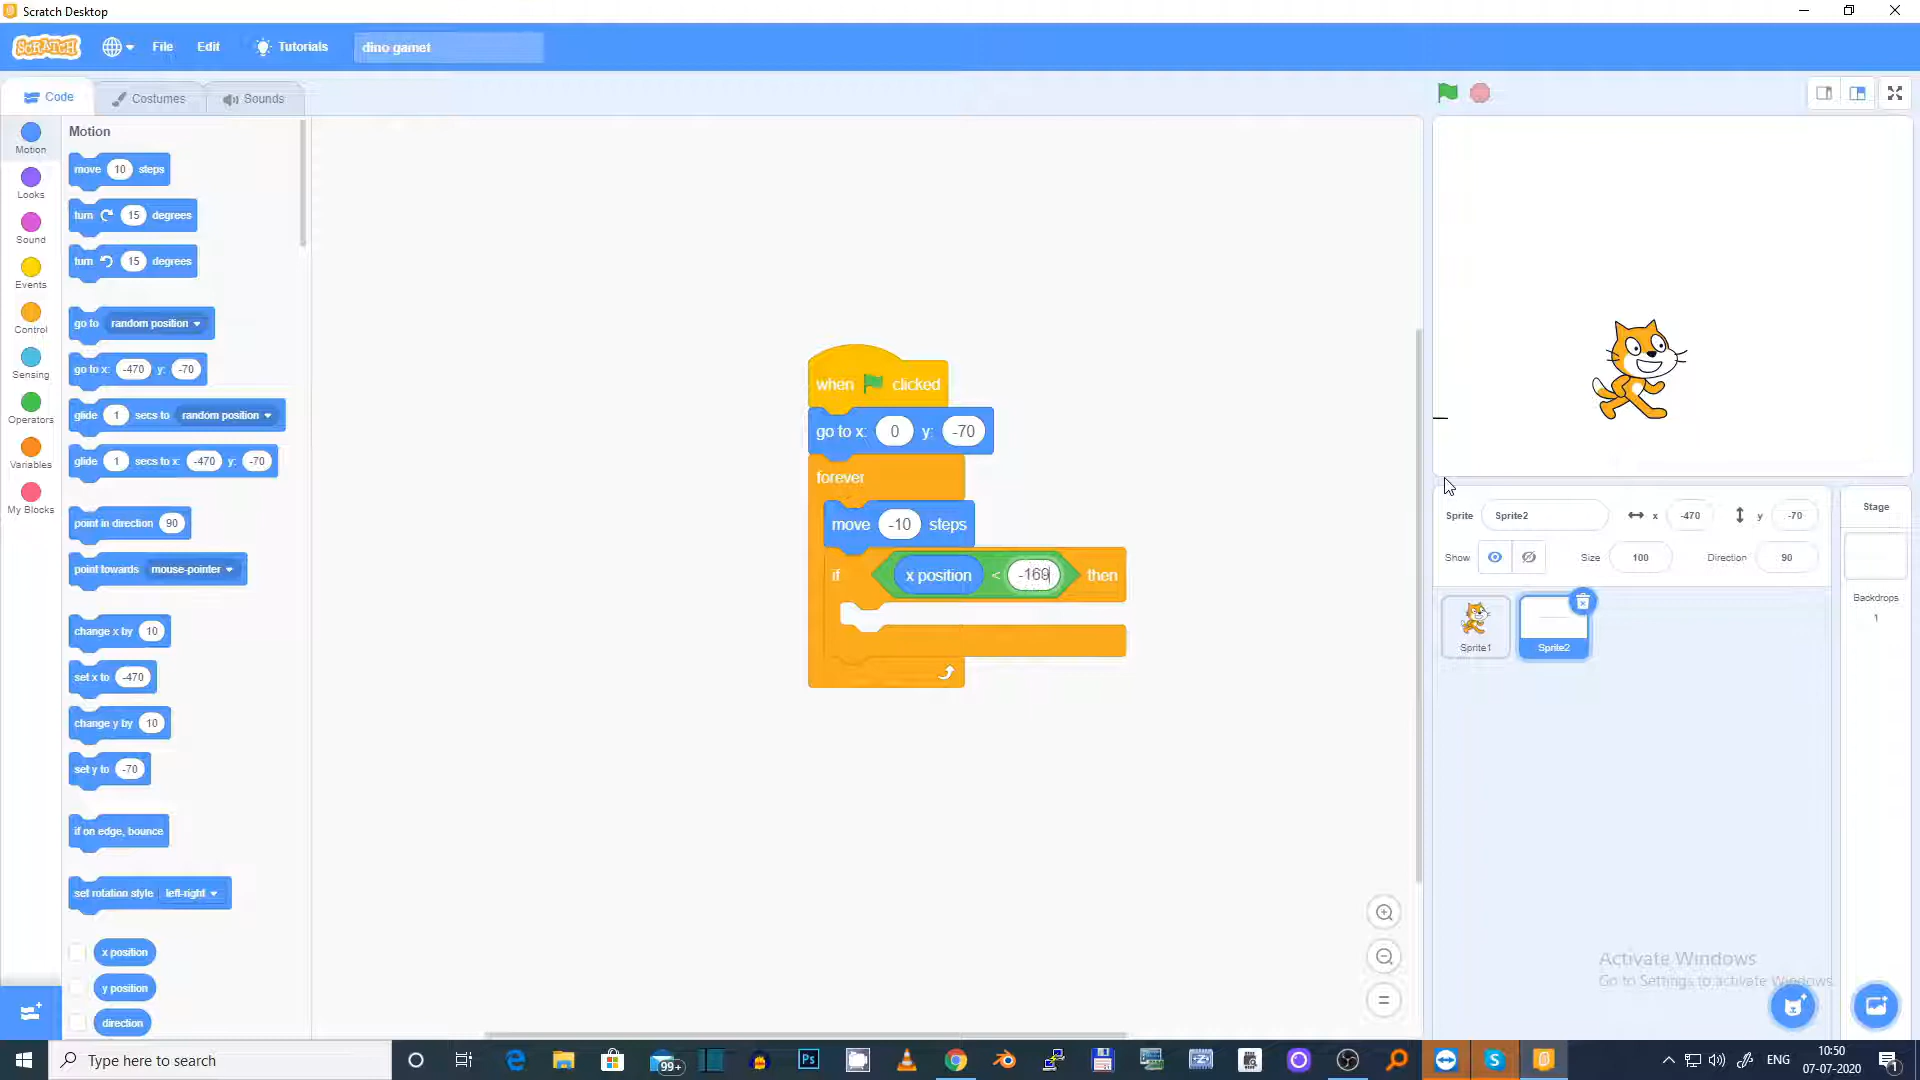 Scratch Desktop
SCRATCH
File
Edit
Tutorials
dino gamet
Code
Costumes
Sounds
Motion
Looks
Sound
Events
Control
Sensing
Operators
Variables
My Blocks
Motion
move 10 steps
turn 15 degrees
turn 15 degrees
go to random position
go to x: -470 y: -70
glide 1 secs to random position
glide 1 secs to x: -470 y: -70
point in direction 90
point towards mouse-pointer
change x by 10
set x to -470
change y by 10
set y to -70
if on edge, bounce
set rotation style left-right
x position
y position
direction
when clicked
go to x: 0 y: -70
forever
move -10 steps
if x position < -169 then
Sprite Sprite2 x -470 y -70
Show Size 100 Direction 90
Sprite1
Sprite2
Stage
Backdrops
1
Activate Windows
Go to Settings to activate Windows.
Type here to search
99+
Ps
ENG
10:50
07-07-2020
1